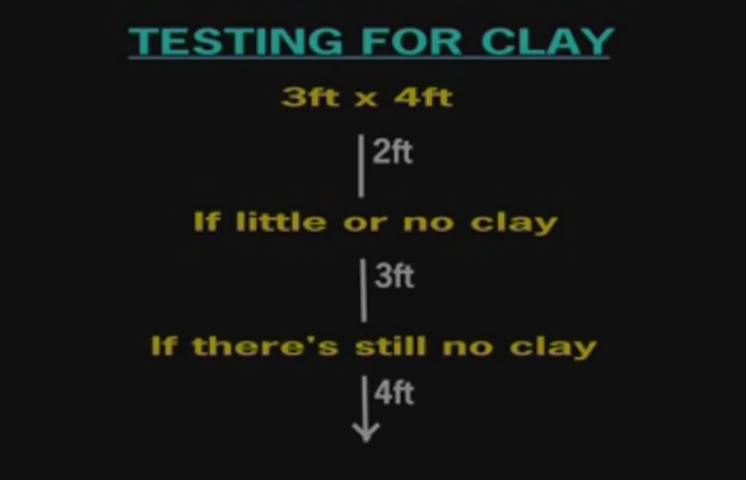 TESTING FOR CLAY
3ft x 4ft
2ft
If little or no clay
3ft
If there's still no clay
4ft